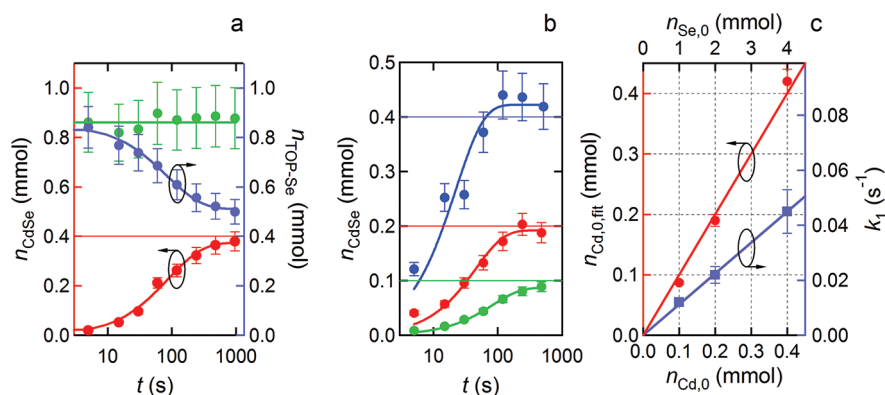 a
1.0
0.8
0.6
0.4
0.2
0.0
n_CdSe (mmol)
1.0
0.8
0.6
0.4
0.2
0.0
n_TOP-Se (mmol)
10
100
1000
t (s)
b
0.5
0.4
0.3
0.2
0.1
0.0
n_CdSe (mmol)
10
100
1000
t (s)
n_Se,0 (mmol)
c
0 1 2 3 4
0.4
0.3
0.2
0.1
0.0
n_Cd,0,fit (mmol)
0.08
0.06
0.04
0.02
0.00
k_1 (s^-1)
0.0 0.1 0.2 0.3 0.4
n_Cd,0 (mmol)